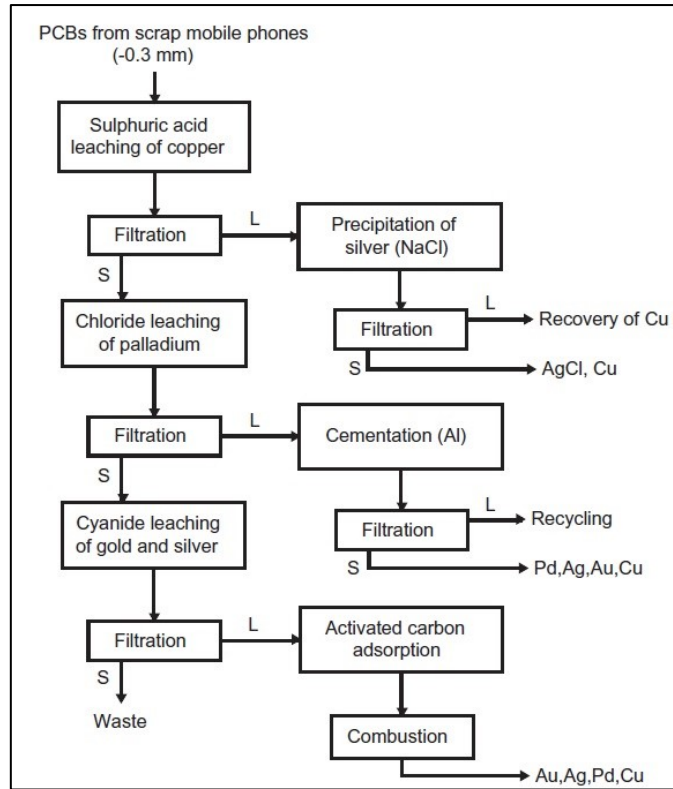 PCBs from scrap mobile phones
(-0.3 mm)
Sulphuric acid
leaching of copper
Filtration
L
Precipitation of
silver (NaCl)
S
Chloride leaching
of palladium
Filtration
L
Recovery of Cu
S
AgCl, Cu
Filtration
L
Cementation (Al)
S
Cyanide leaching
of gold and silver
Filtration
L
Recycling
S
Pd,Ag,Au,Cu
Filtration
L
Activated carbon
adsorption
S
Waste
Combustion
Au,Ag,Pd,Cu